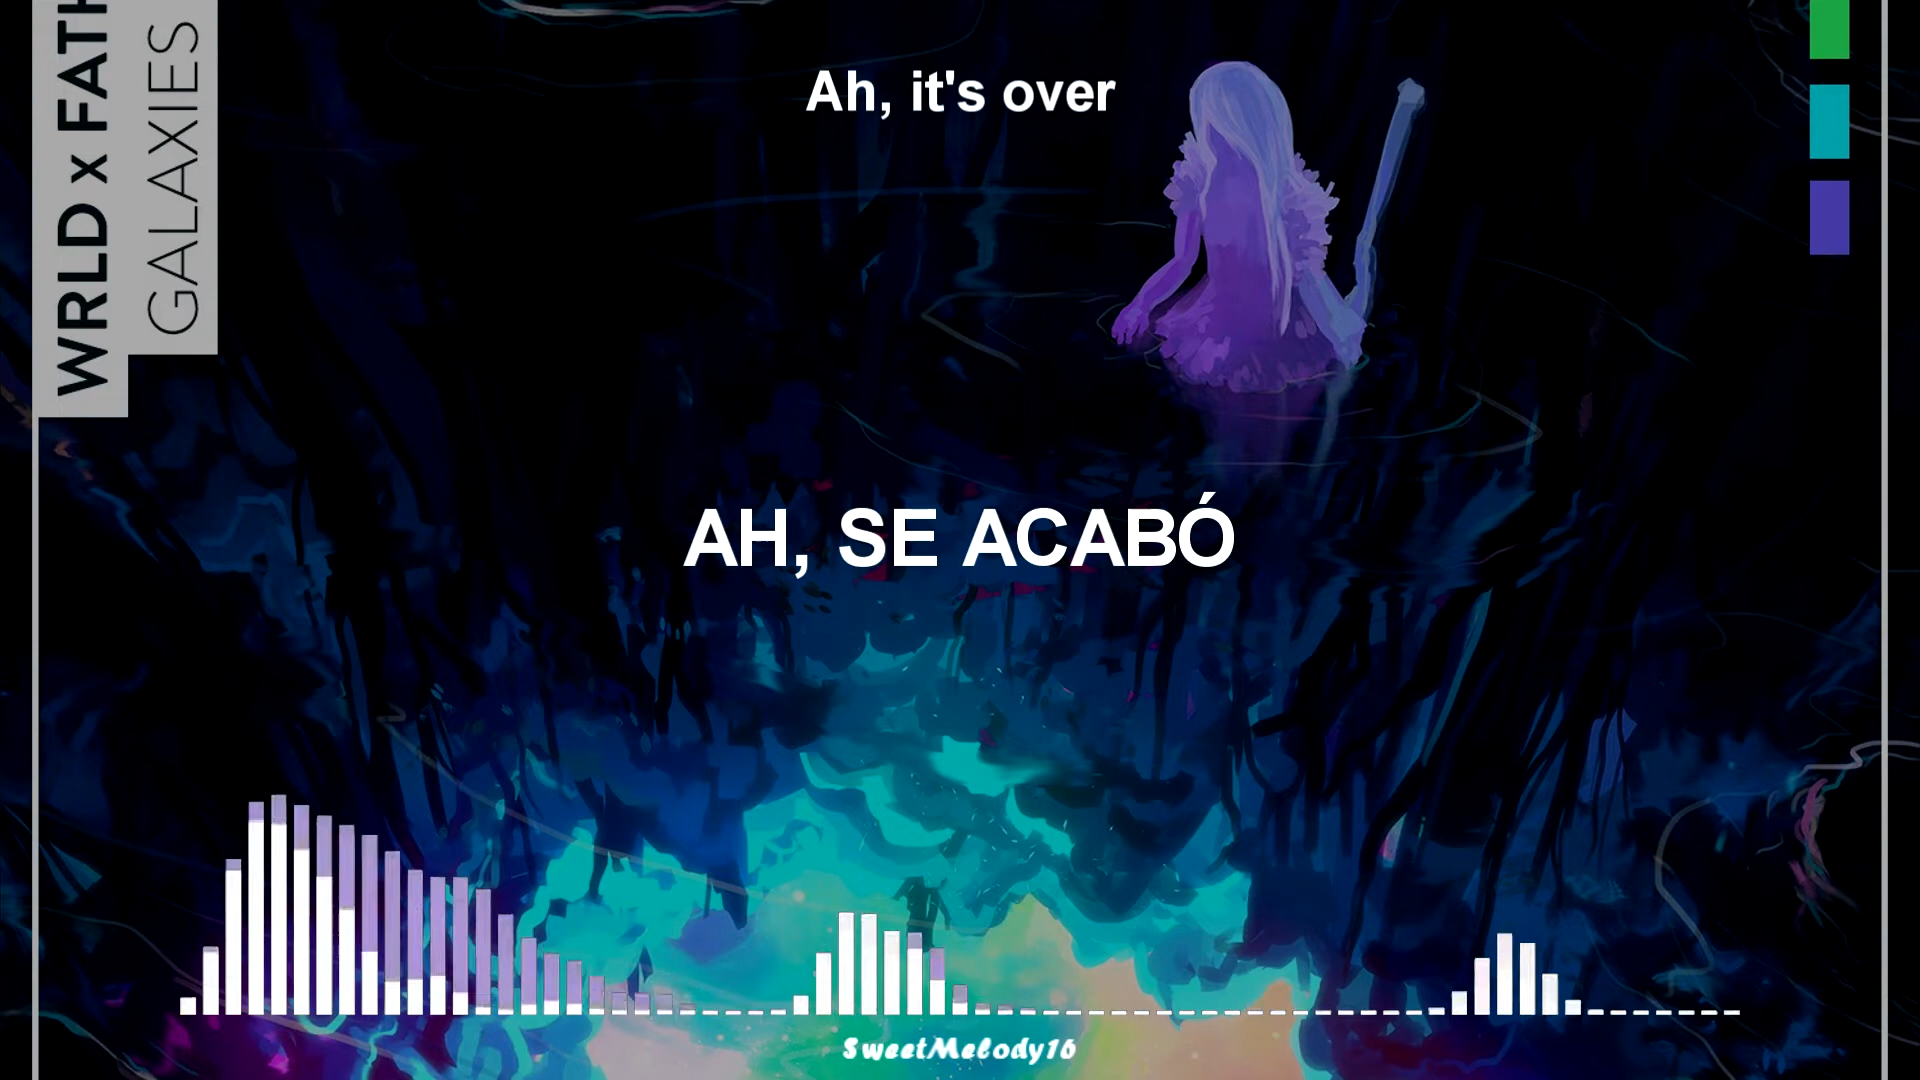 WRLD x FATH
GALAXIES
Ah, it's over
AH, SE ACABÓ
SweetMelody16